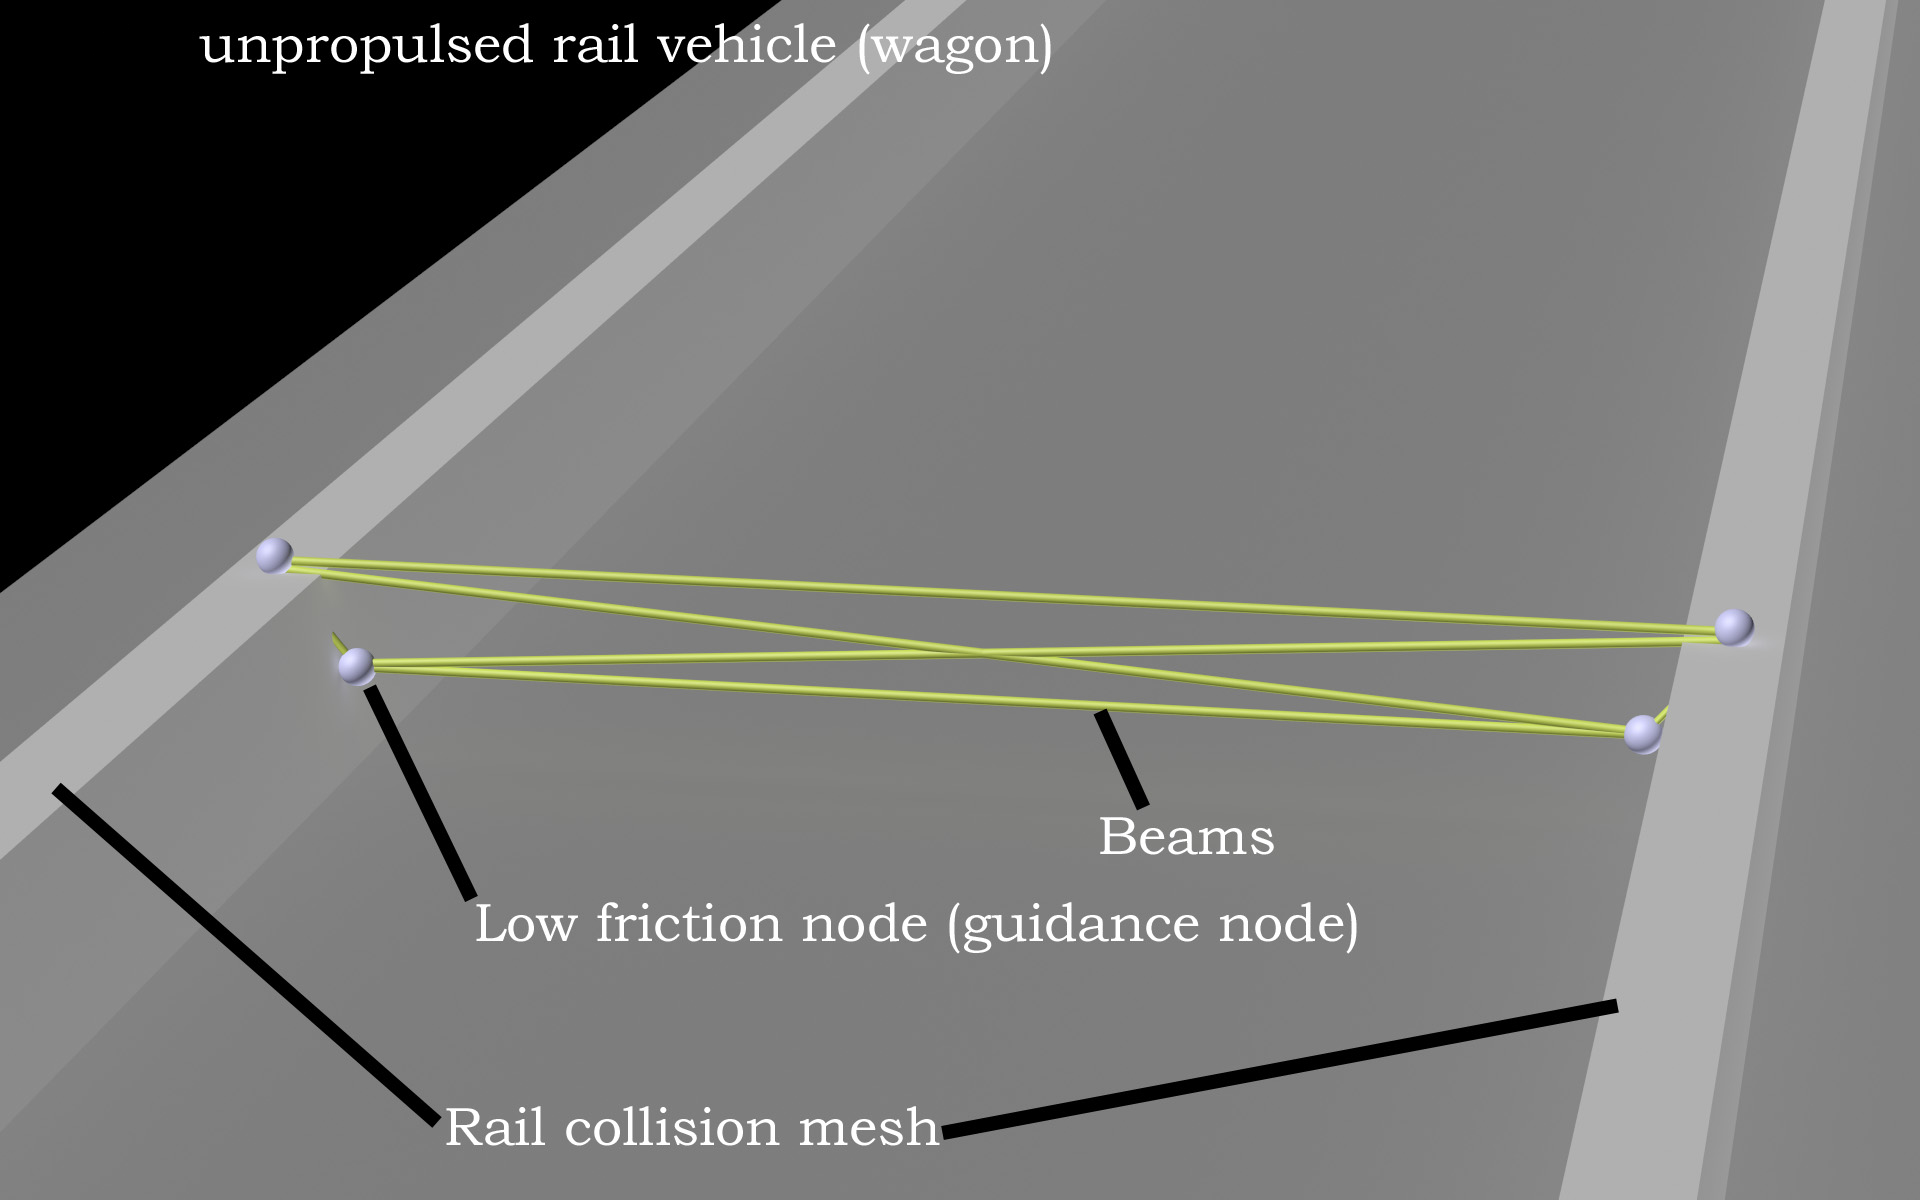 unpropulsed rail vehicle (wagon)
Beams
Low friction node (guidance node)
Rail collision mesh